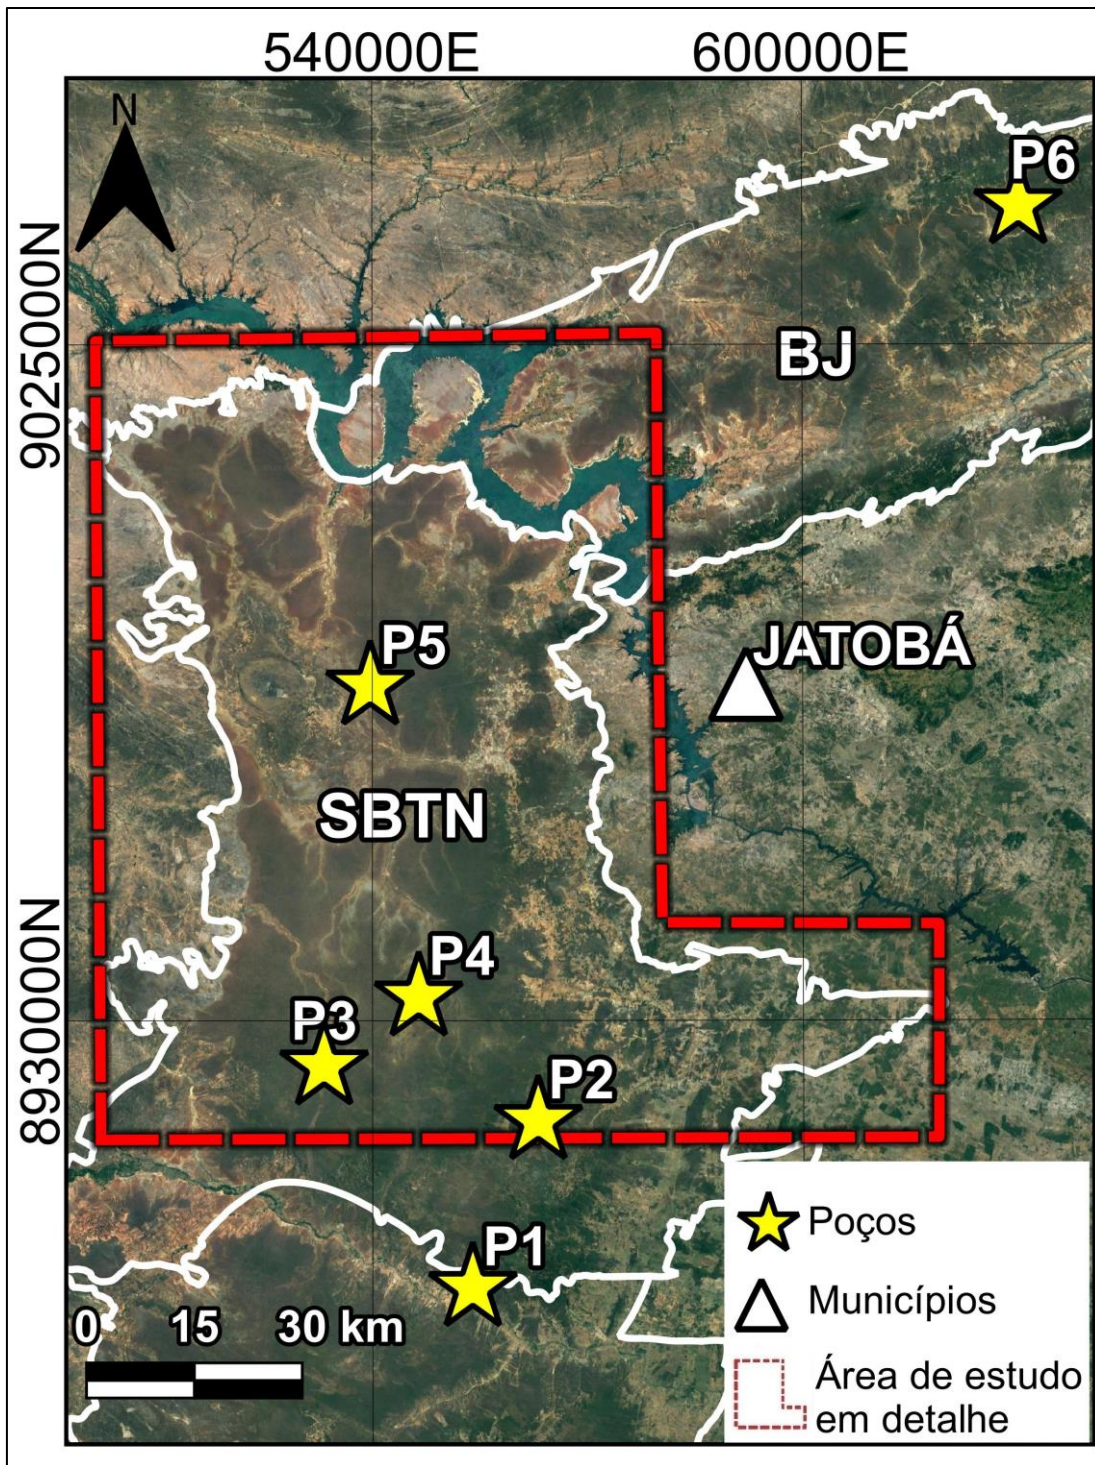 540000E 600000E
N
P6
9025000N
BJ
P5
JATOBÁ
SBTN
P4
P3
8930000N
P2
P1
0 15 30 km
Poços
Municípios
Área de estudo
em detalhe